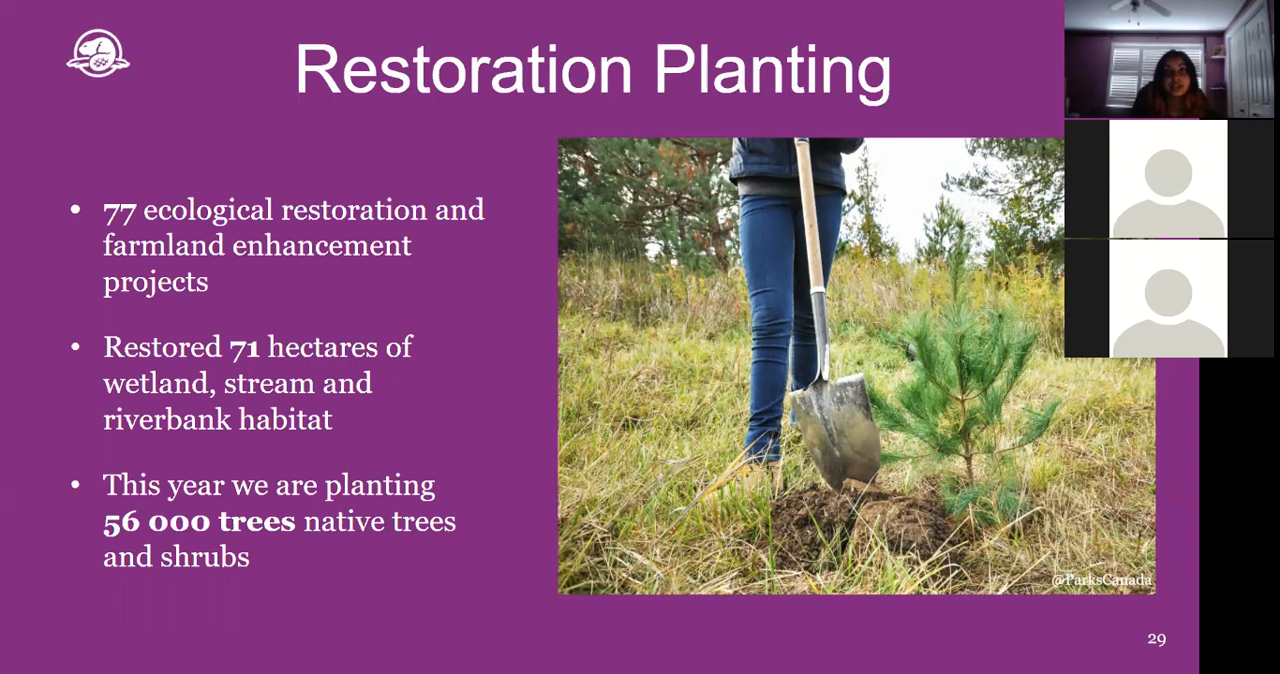 Restoration Planting
• 77 ecological restoration and
farmland enhancement
projects
• Restored 71 hectares of
wetland, stream and
riverbank habitat
• This year we are planting
56 000 trees native trees
and shrubs
@ParksCanada
29